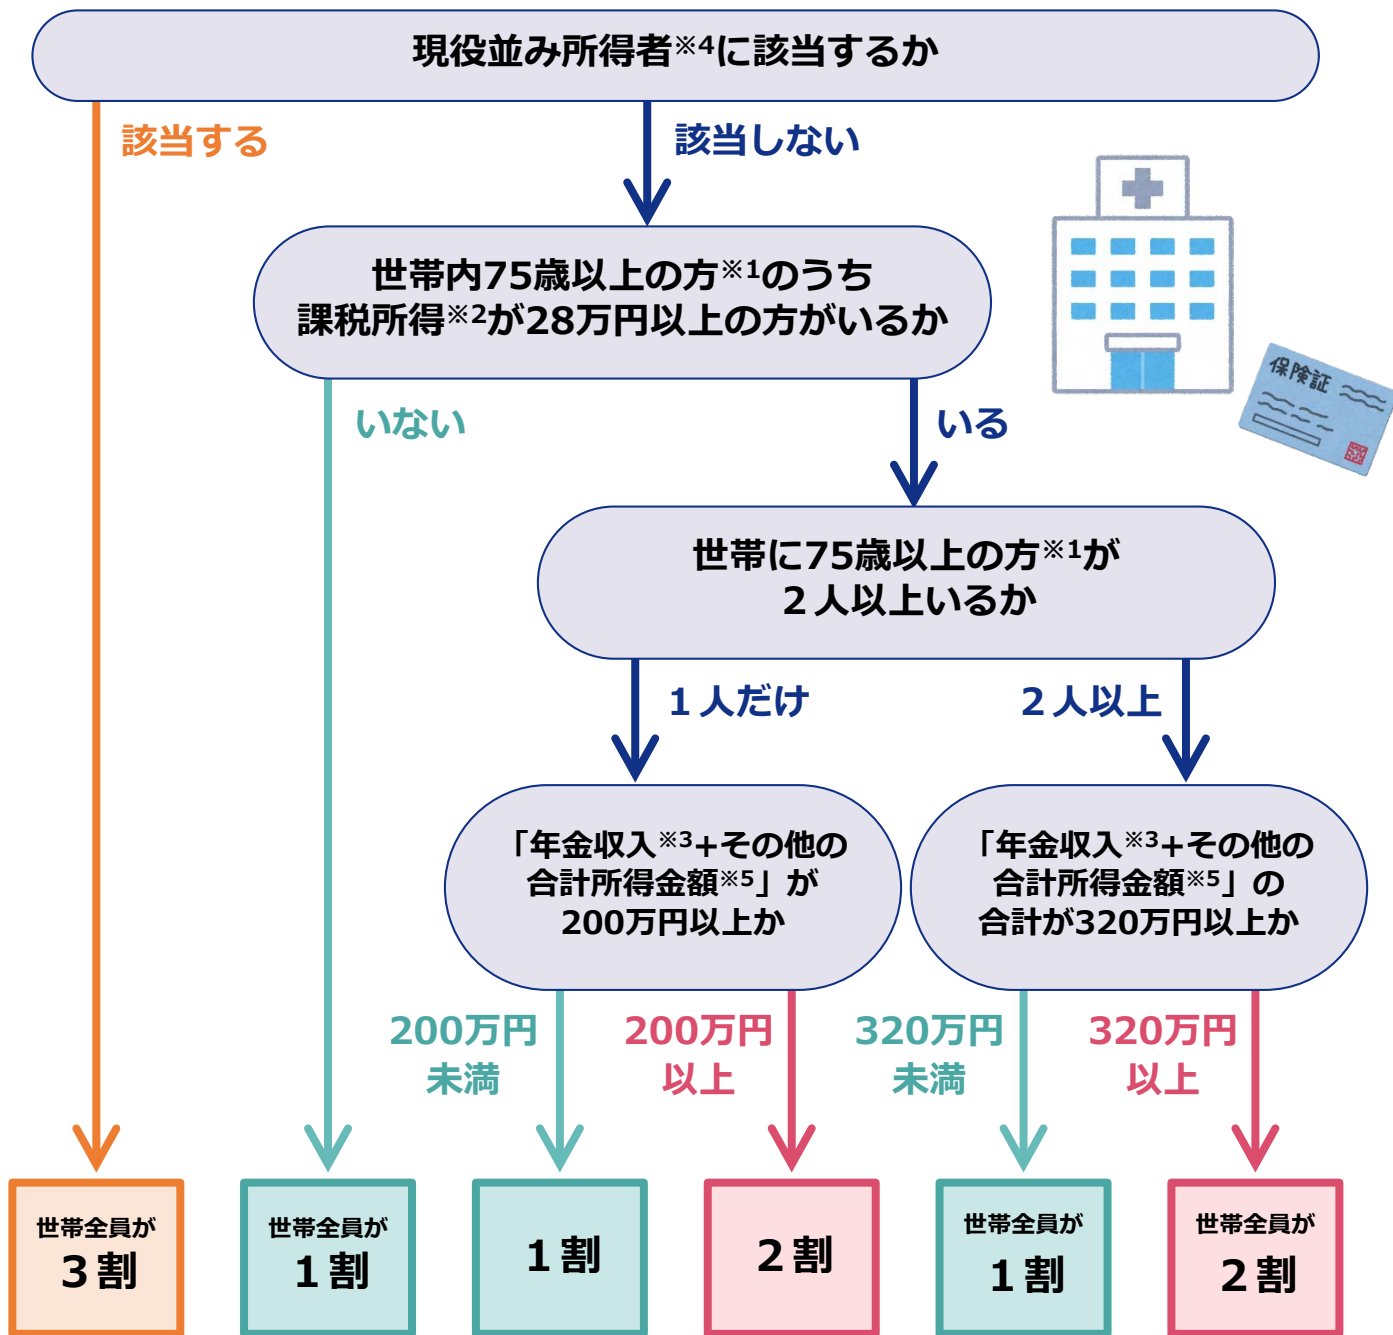 現役並み所得者※4に該当するか
該当する
該当しない
世帯内75歳以上の方※1のうち
課税所得※2が28万円以上の方がいるか
保険証
いない
いる
世帯に75歳以上の方※1が
２人以上いるか
１人だけ
２人以上
「年金収入※3+その他の
合計所得金額※5」が
200万円以上か
「年金収入※3+その他の
合計所得金額※5」の
合計が320万円以上か
200万円
未満
200万円
以上
320万円
未満
320万円
以上
世帯全員が
３割
世帯全員が
１割
１割
２割
世帯全員が
１割
世帯全員が
２割